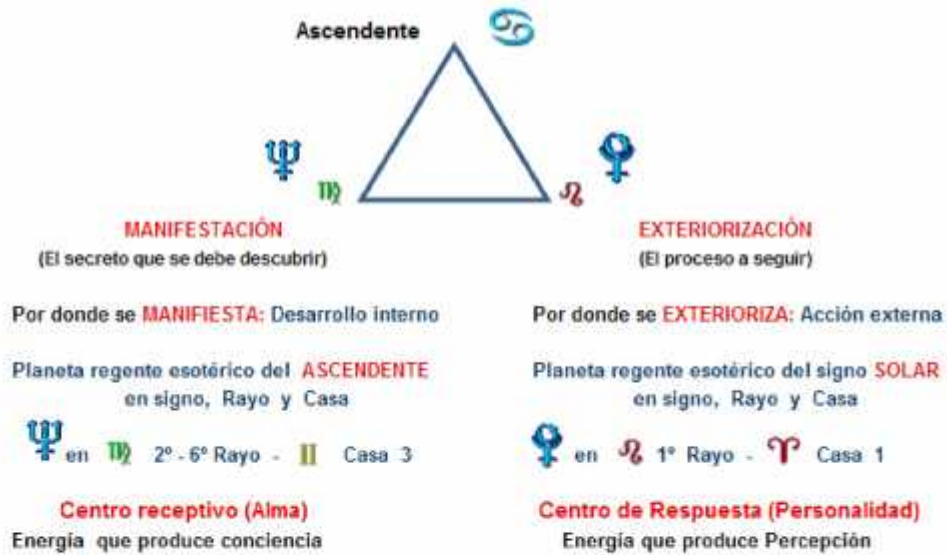 Ascendente
MANIFESTACIÓN
(El secreto que se debe descubrir)
Por donde se MANIFIESTA: Desarrollo interno
Planeta regente esotérico del ASCENDENTE
en signo, Rayo y Casa
♆ en ♍ 2º - 6º Rayo - ♊ Casa 3
Centro receptivo (Alma)
Energía que produce conciencia
EXTERIORIZACIÓN
(El proceso a seguir)
Por donde se EXTERIORIZA: Acción externa
Planeta regente esotérico del signo SOLAR
en signo, Rayo y Casa
en ♌ 1º Rayo - ♈ Casa 1
Centro de Respuesta (Personalidad)
Energía que produce Percepción